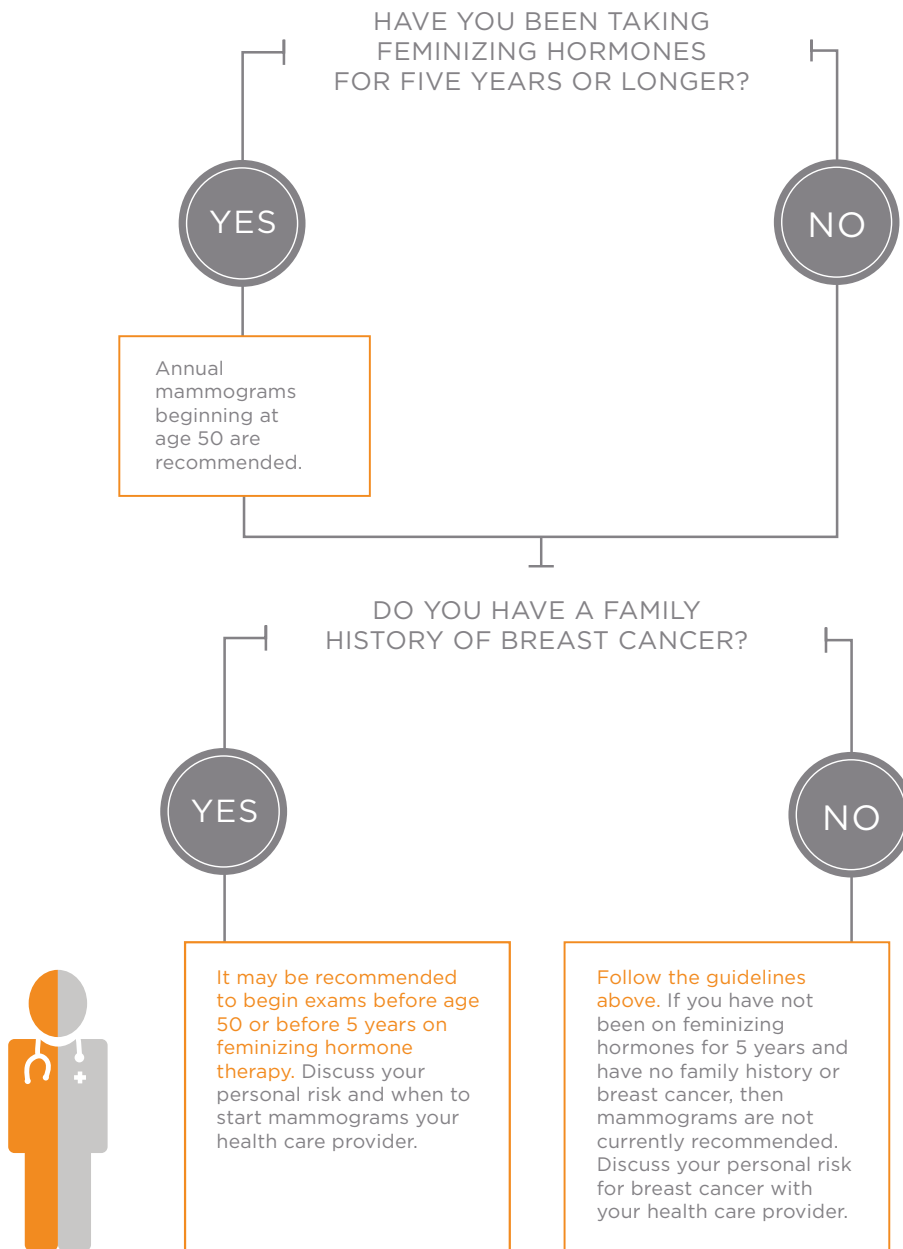 HAVE YOU BEEN TAKING
FEMINIZING HORMONES
FOR FIVE YEARS OR LONGER?
YES
NO
Annual
mammograms
beginning at
age 50 are
recommended.
DO YOU HAVE A FAMILY
HISTORY OF BREAST CANCER?
YES
NO
It may be recommended
to begin exams before age
50 or before 5 years on
feminizing hormone
therapy. Discuss your
personal risk and when to
start mammograms your
health care provider.
Follow the guidelines
above. If you have not
been on feminizing
hormones for 5 years and
have no family history or
breast cancer, then
mammograms are not
currently recommended.
Discuss your personal risk
for breast cancer with
your health care provider.